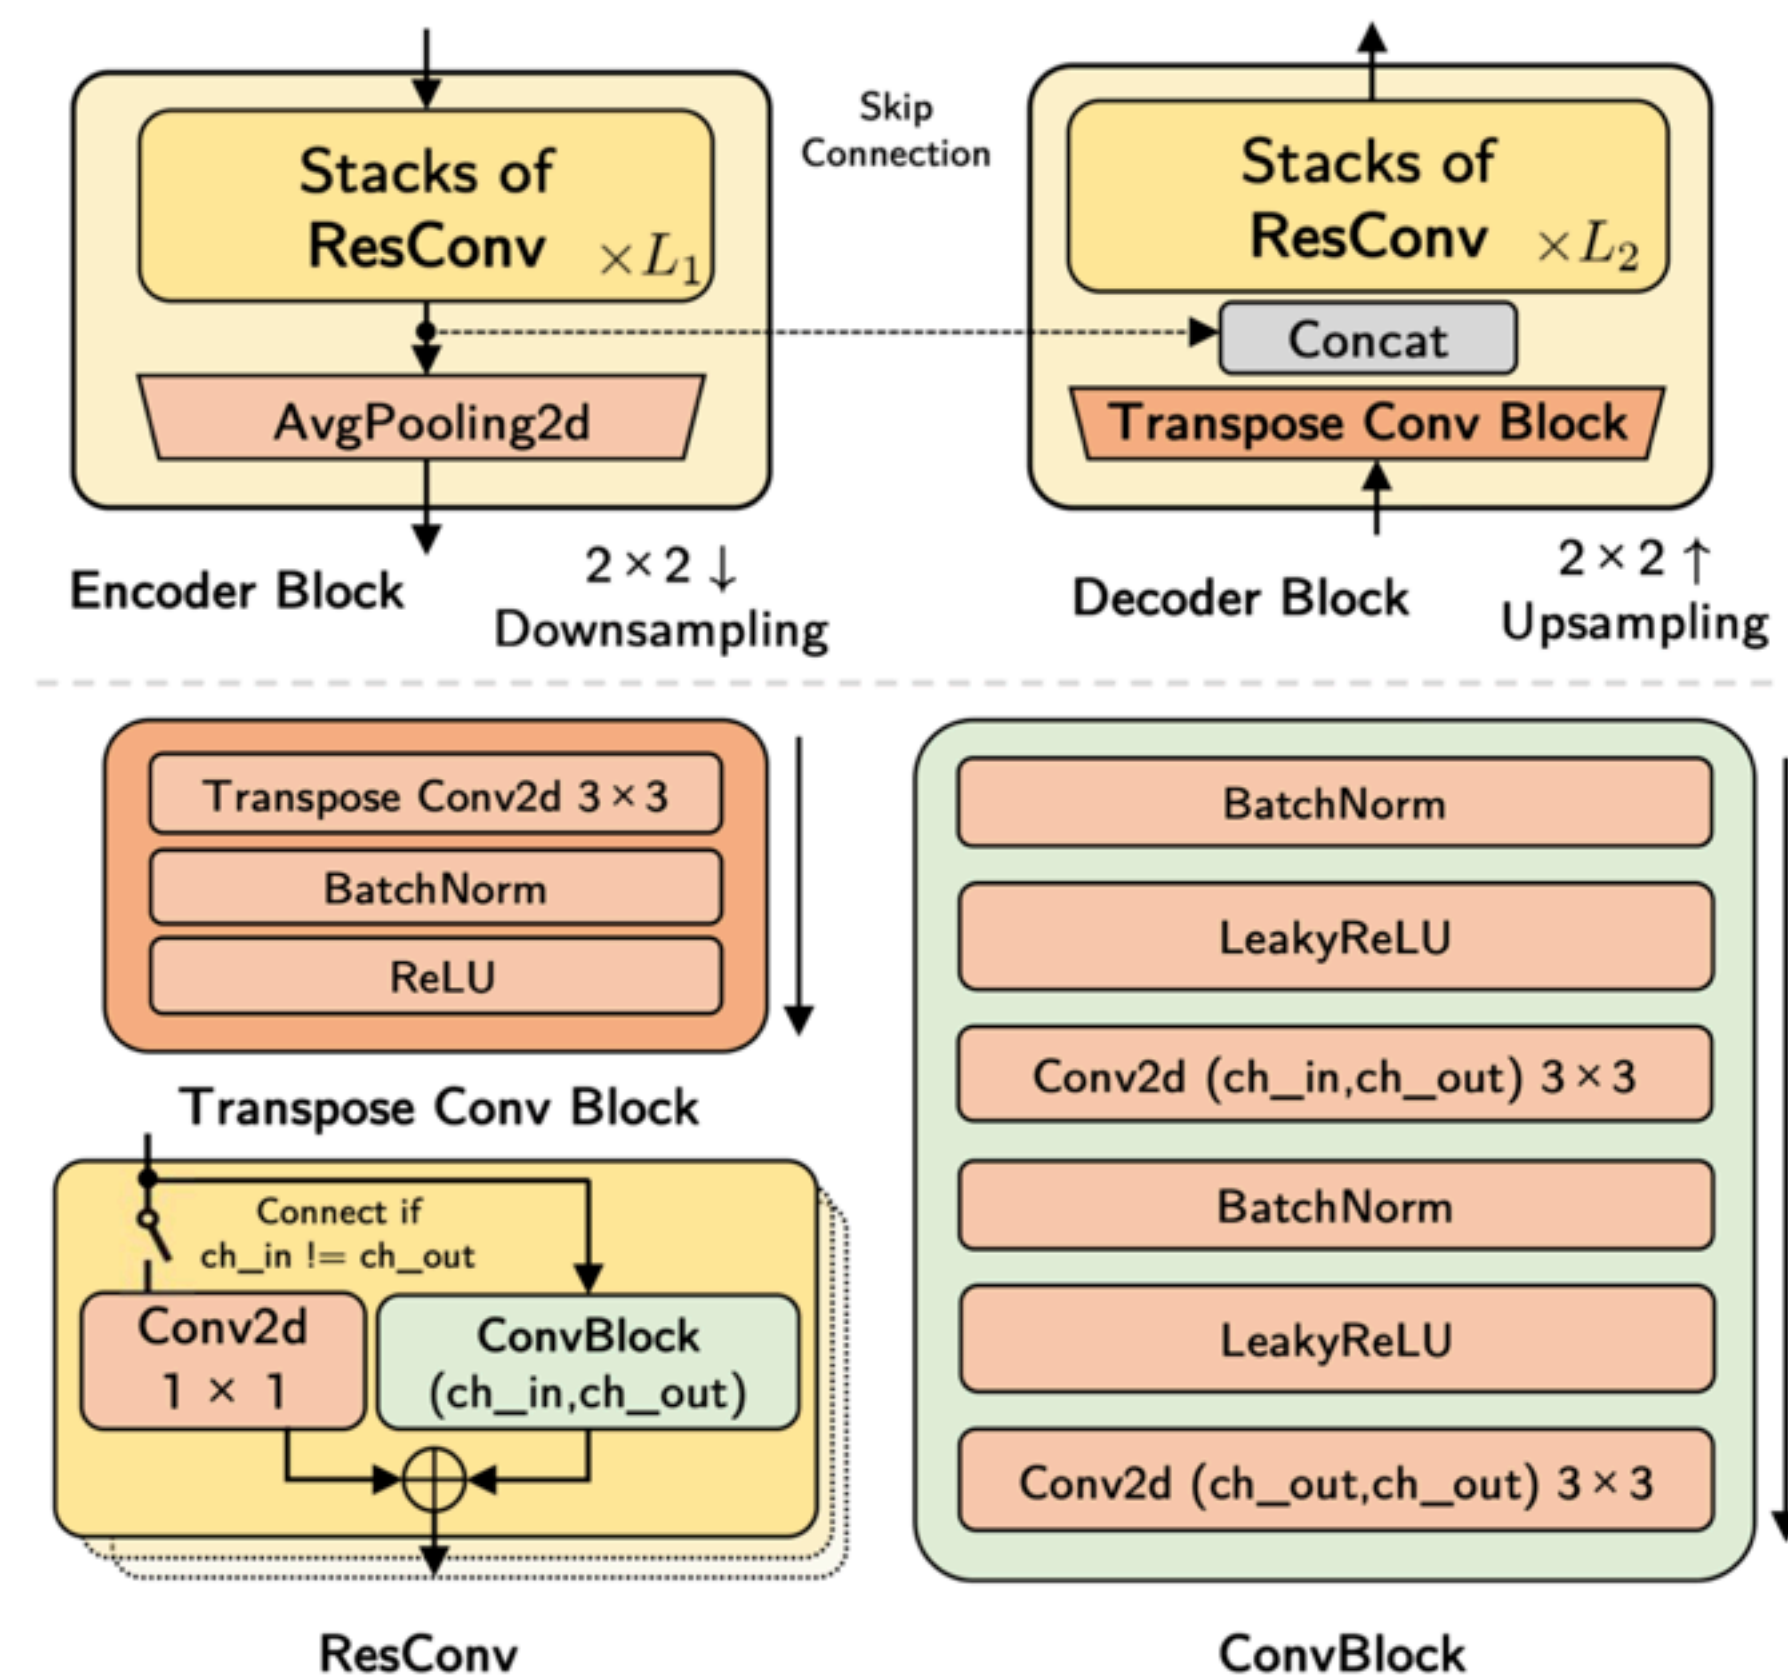 Stacks of
ResConv ×L₁
AvgPooling2d
Encoder Block
2 × 2 ↓
Downsampling
Skip
Connection
Stacks of
ResConv ×L₂
Concat
Transpose Conv Block
Decoder Block
2 × 2 ↑
Upsampling
Transpose Conv2d 3 × 3
BatchNorm
ReLU
Transpose Conv Block
Connect if
ch_in != ch_out
Conv2d
1 × 1
ConvBlock
(ch_in,ch_out)
ResConv
BatchNorm
LeakyReLU
Conv2d (ch_in,ch_out) 3 × 3
BatchNorm
LeakyReLU
Conv2d (ch_out,ch_out) 3 × 3
ConvBlock